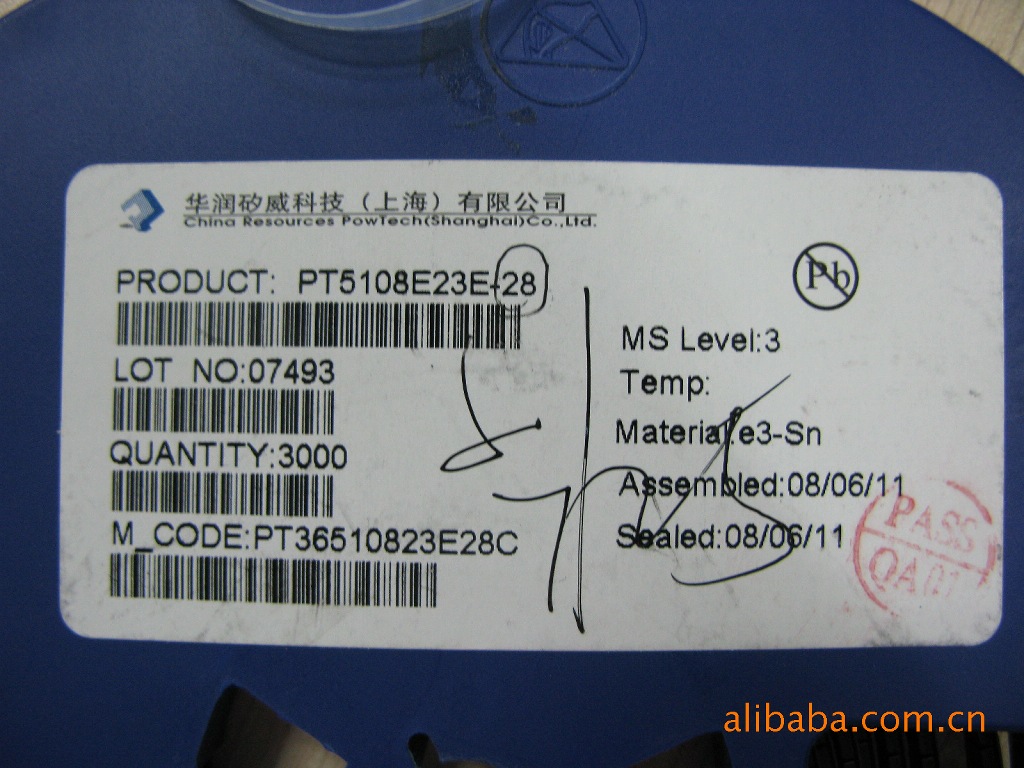 华润矽威科技（上海）有限公司
China Resources PowTech(Shanghai)Co.,Ltd.
PRODUCT: PT5108E23E-28
LOT NO:07493
QUANTITY:3000
M_CODE:PT36510823E28C
Pb
MS Level:3
Temp:
Material:e3-Sn
Assembled:08/06/11
Sealed:08/06/11
PASS
QA07
alibaba.com.cn